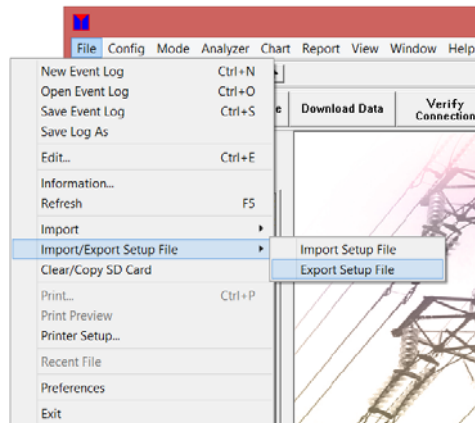 File Config Mode Analyzer Chart Report View Window Help
New Event Log Ctrl+N
Open Event Log Ctrl+O
Save Event Log Ctrl+S
Save Log As
Download Data
Verify
Connection
Edit... Ctrl+E
Information...
Refresh F5
Import
Import/Export Setup File
Import Setup File
Clear/Copy SD Card
Export Setup File
Print... Ctrl+P
Print Preview
Printer Setup...
Recent File
Preferences
Exit